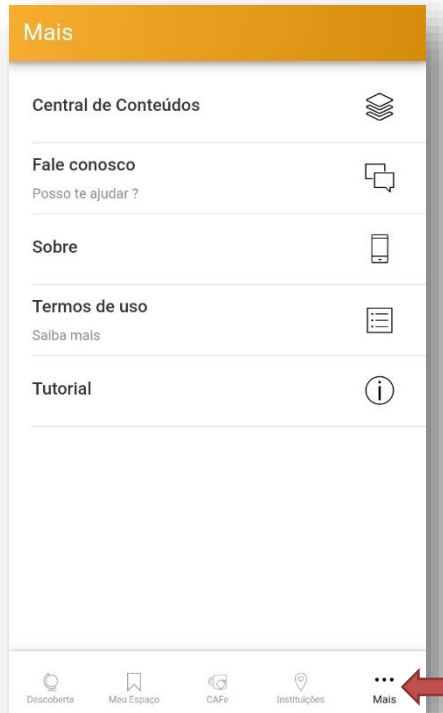 Mais
Central de Conteúdos
Fale conosco
Posso te ajudar ?
Sobre
Termos de uso
Saiba mais
Tutorial
Descoberta
Meu Espaço
CAFe
Instituições
Mais